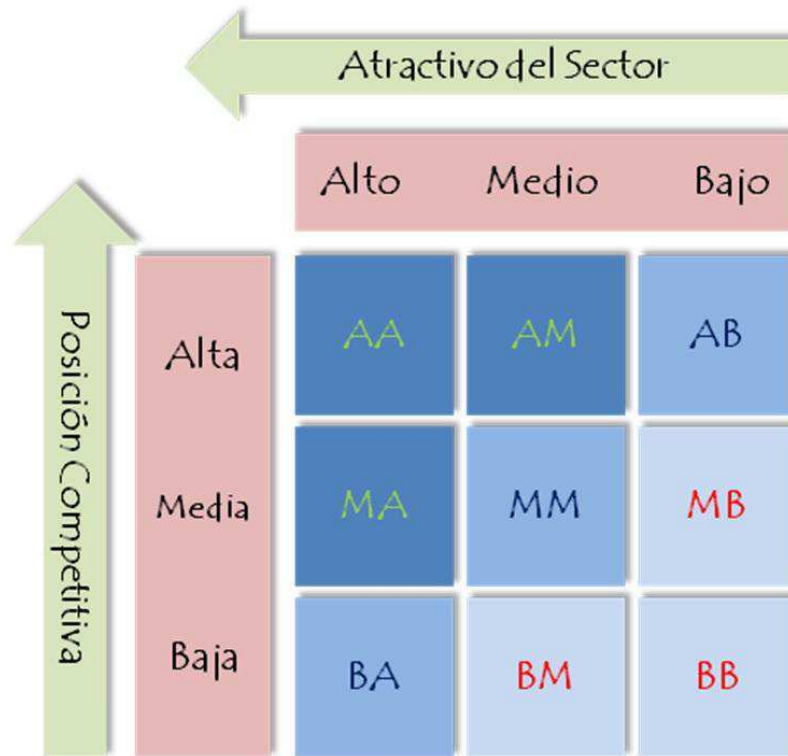 Atractivo del Sector
Alto Medio Bajo
Posición Competitiva
Alta AA AM AB
Media MA MM MB
Baja BA BM BB